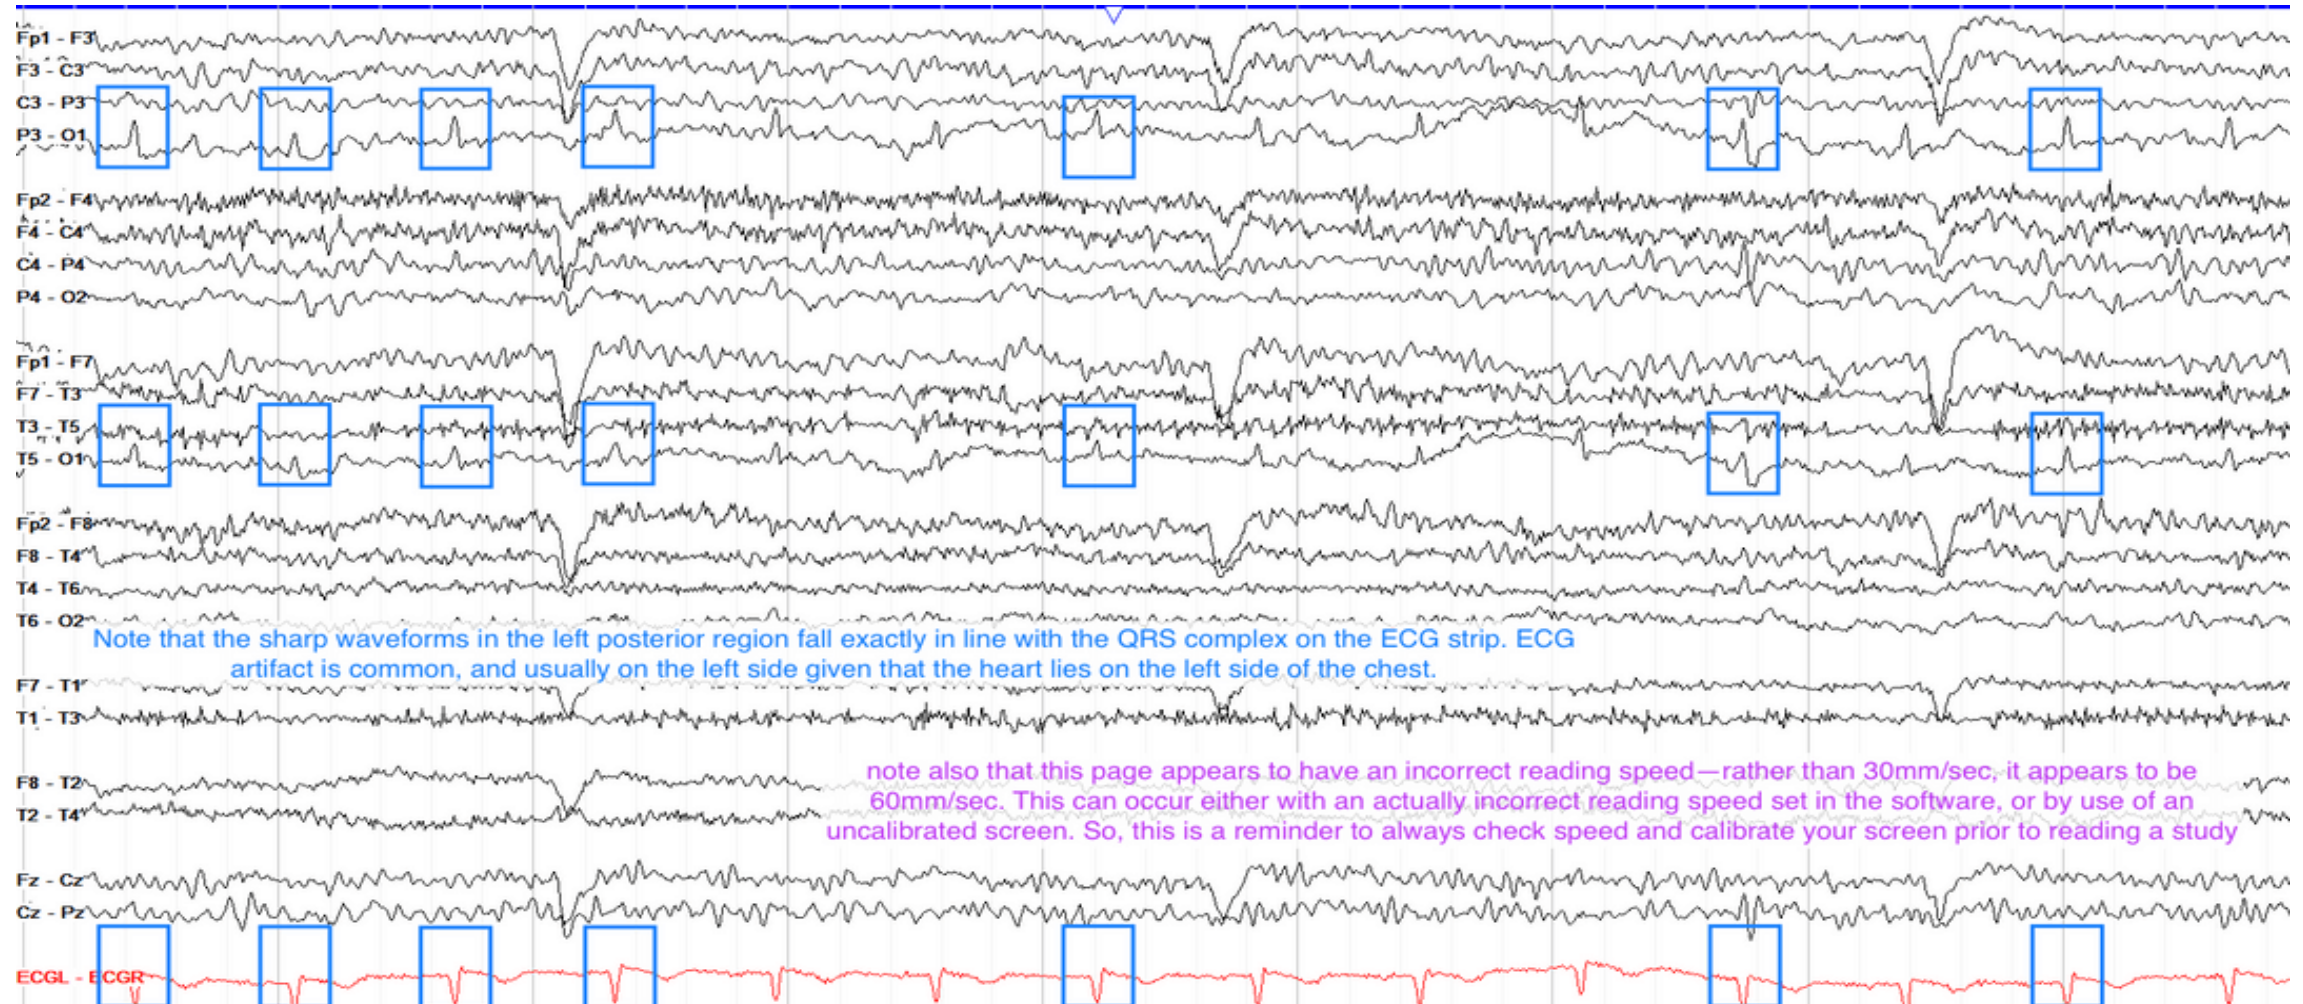 Fp1 - F3
F3 - C3
C3 - P3
P3 - O1
Fp2 - F4
F4 - C4
C4 - P4
P4 - O2
Fp1 - F7
F7 - T3
T3 - T5
T5 - O1
Fp2 - F8
F8 - T4
T4 - T6
T6 - O2
Note that the sharp waveforms in the left posterior region fall exactly in line with the QRS complex on the ECG strip. ECG
artifact is common, and usually on the left side given that the heart lies on the left side of the chest.
F7 - T1
T1 - T3
note also that this page appears to have an incorrect reading speed—rather than 30mm/sec, it appears to be
60mm/sec. This can occur either with an actually incorrect reading speed set in the software, or by use of an
uncalibrated screen. So, this is a reminder to always check speed and calibrate your screen prior to reading a study
F8 - T2
T2 - T4
Fz - Cz
Cz - Pz
ECGL - ECGR